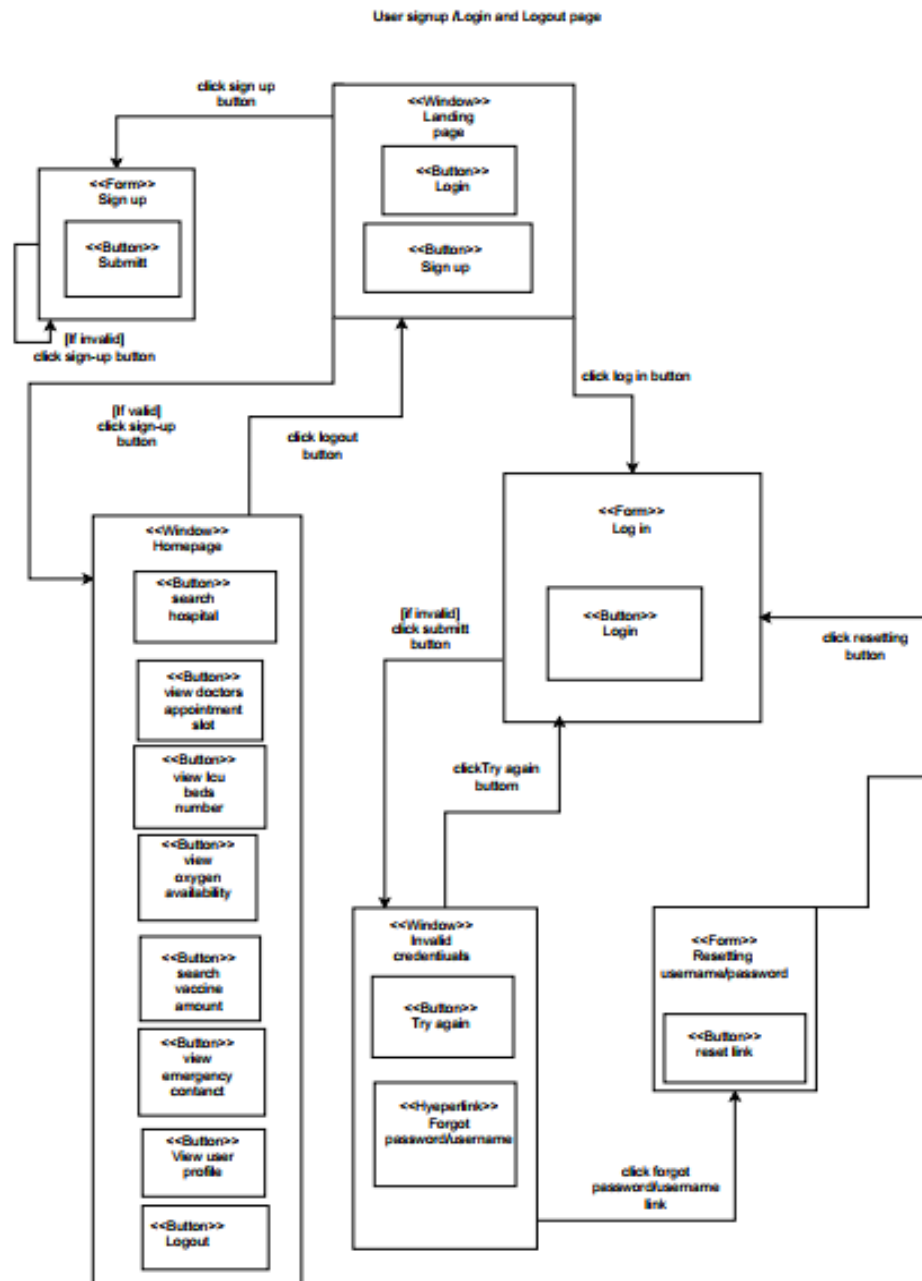 User signup /Login and Logout page
click sign up
button
<<Window>>
Landing
page
<<Button>>
Login
<<Button>>
Sign up
<<Form>>
Sign up
<<Button>>
Submitt
[If invalid]
click sign-up button
[If valid]
click sign-up
button
click logout
button
click log in button
<<Form>>
Log in
<<Button>>
Login
[if invalid]
click submitt
button
click resetting
button
clickTry again
buttom
<<Window>>
Homepage
<<Button>>
search
hospital
<<Button>>
view doctors
appointment
slot
<<Button>>
view Icu
beds
number
<<Button>>
view
oxygen
availability
<<Button>>
search
vaccine
amount
<<Button>>
view
emergency
contanct
<<Button>>
View user
profile
<<Button>>
Logout
<<Window>>
Invalid
credentiuals
<<Button>>
Try again
<<Hyeperlink>>
Forgot
password/username
<<Form>>
Resetting
username/password
<<Button>>
reset link
click forgot
password/username
link